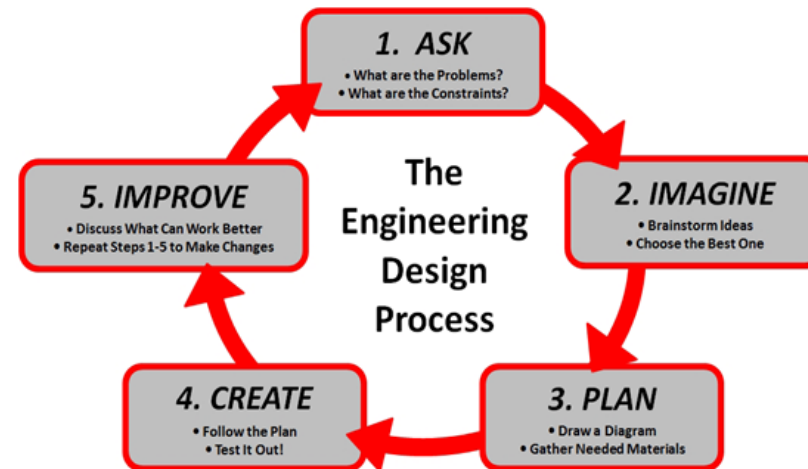 1. ASK
• What are the Problems?
• What are the Constraints?
2. IMAGINE
• Brainstorm Ideas
• Choose the Best One
3. PLAN
• Draw a Diagram
• Gather Needed Materials
4. CREATE
• Follow the Plan
• Test It Out!
5. IMPROVE
• Discuss What Can Work Better
• Repeat Steps 1-5 to Make Changes
The
Engineering
Design
Process